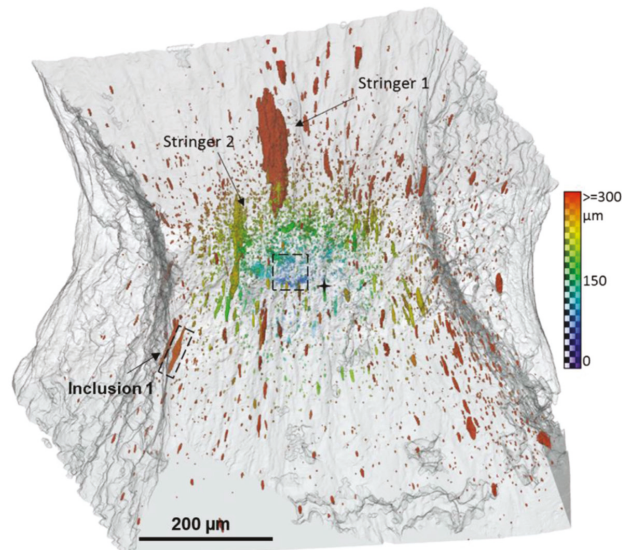 Stringer 1
Stringer 2
>=300
µm
150
0
Inclusion 1
200 µm